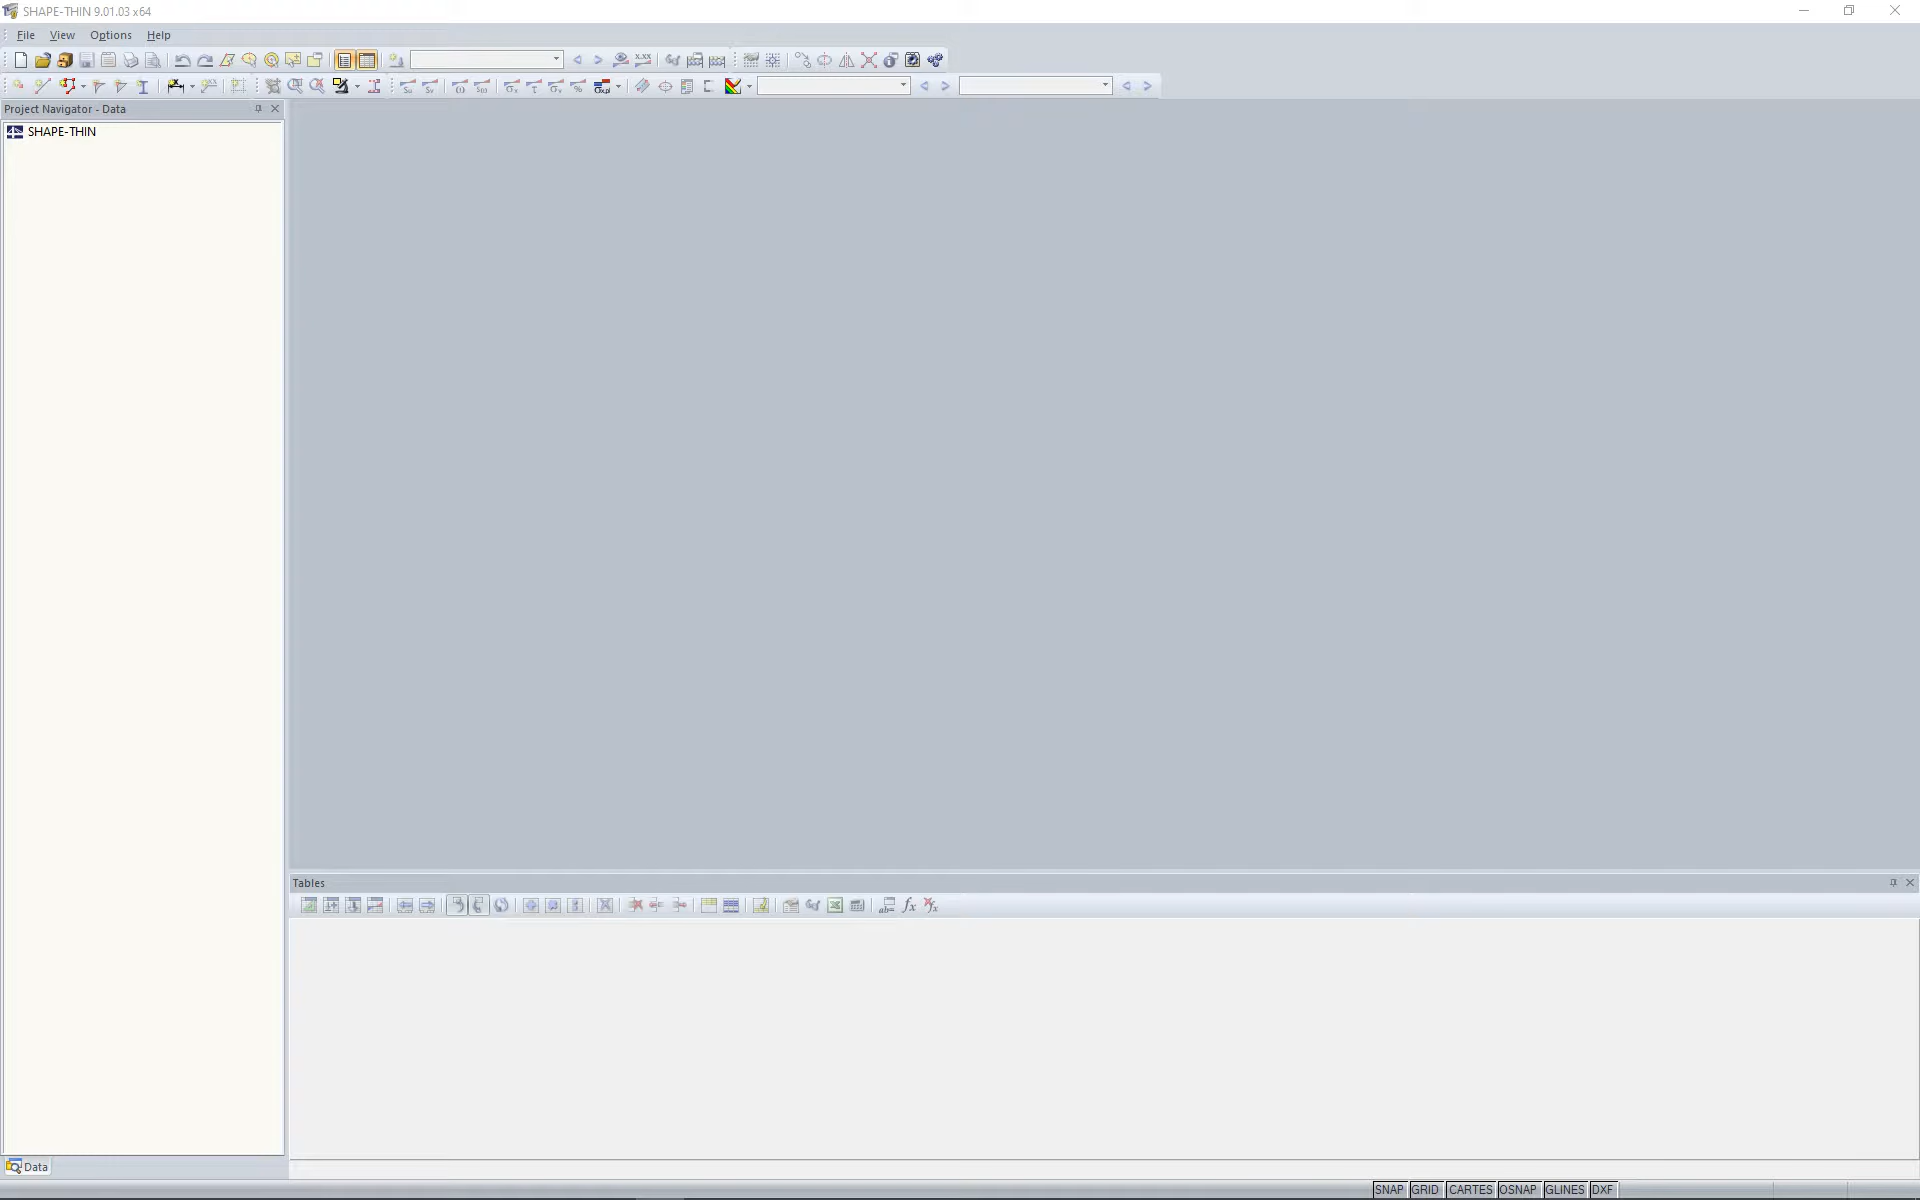 SHAPE-THIN 9.01.03 x64
File View Options Help
Project Navigator - Data
SHAPE-THIN
Tables
Data
SNAP GRID CARTES OSNAP GLINES DXF